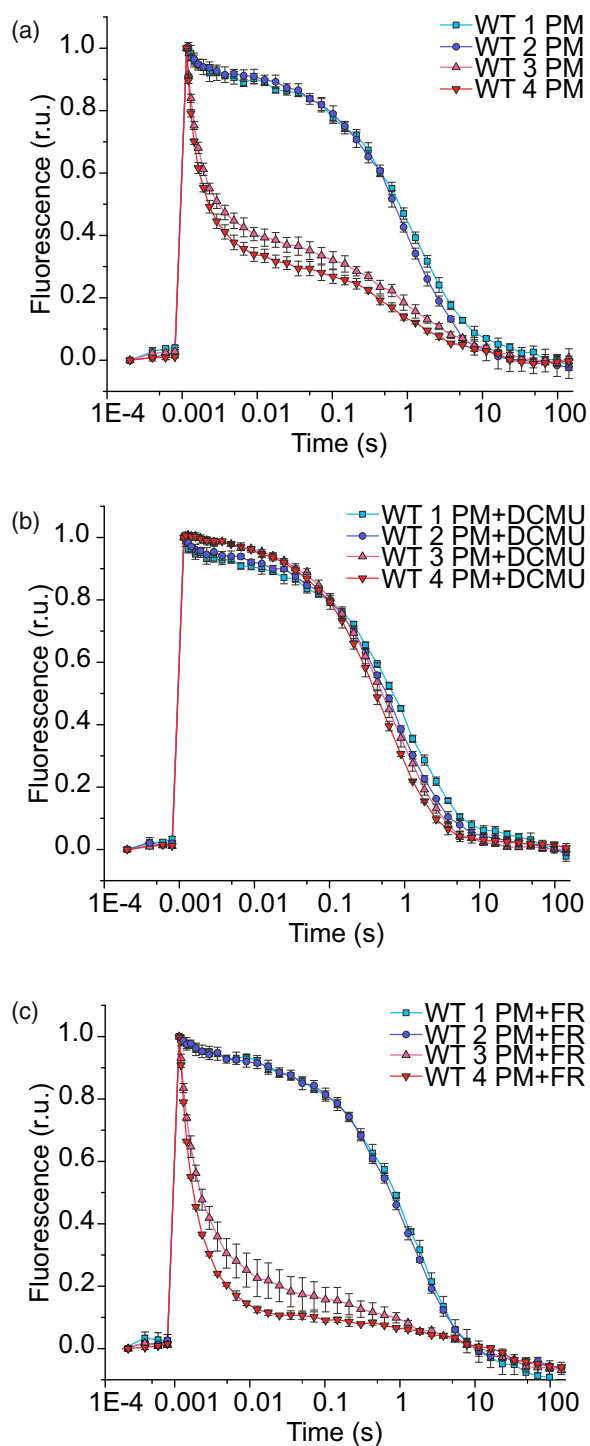 (a)
WT 1 PM
WT 2 PM
WT 3 PM
WT 4 PM
1.0
0.8
0.6
0.4
0.2
0.0
Fluorescence (r.u.)
1E-4 0.001 0.01 0.1 1 10 100
Time (s)
(b)
WT 1 PM+DCMU
WT 2 PM+DCMU
WT 3 PM+DCMU
WT 4 PM+DCMU
1.0
0.8
0.6
0.4
0.2
0.0
Fluorescence (r.u.)
1E-4 0.001 0.01 0.1 1 10 100
Time (s)
(c)
WT 1 PM+FR
WT 2 PM+FR
WT 3 PM+FR
WT 4 PM+FR
1.0
0.8
0.6
0.4
0.2
0.0
Fluorescence (r.u.)
1E-4 0.001 0.01 0.1 1 10 100
Time (s)